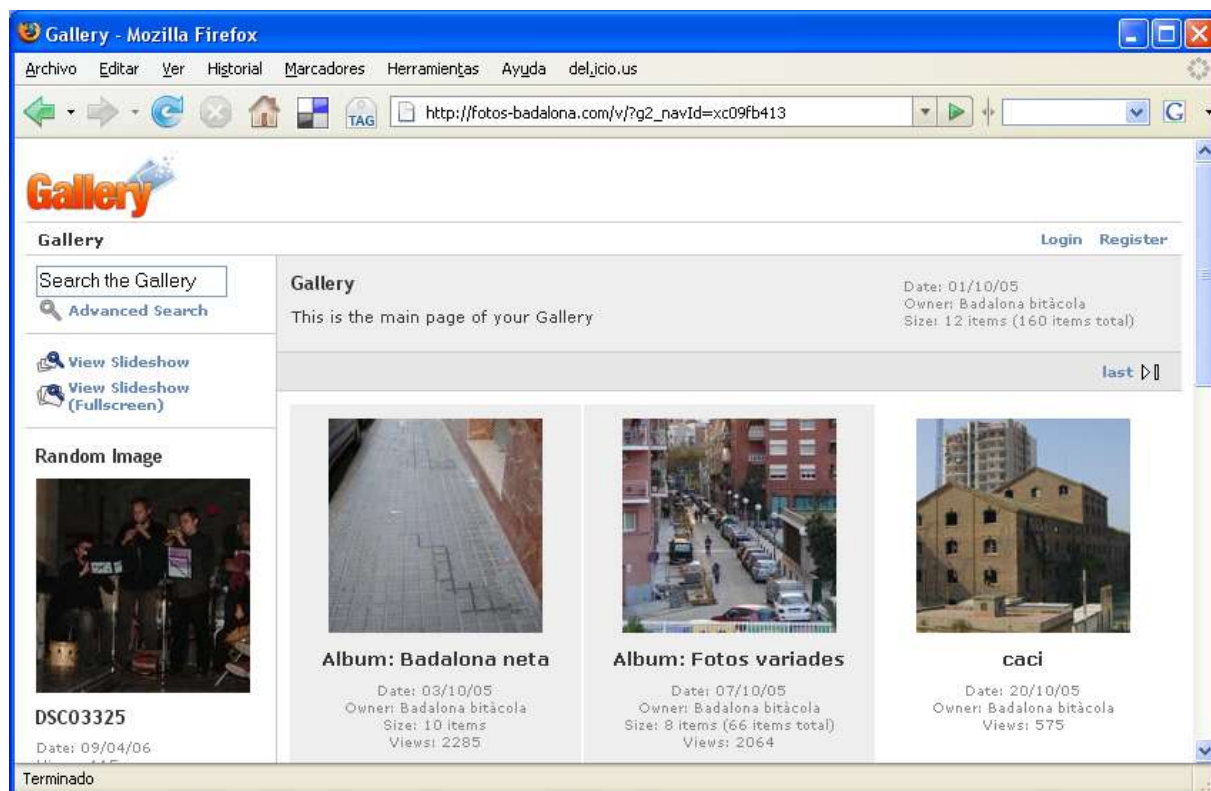 Gallery - Mozilla Firefox
Archivo Editar Ver Historial Marcadores Herramientas Ayuda del.icio.us
TAG http://fotos-badalona.com/v/?g2_navId=xc09fb413 G
Gallery
Gallery
Login Register
Search the Gallery
Advanced Search
View Slideshow
View Slideshow
(Fullscreen)
Random Image
DSC03325
Date: 09/04/06
Gallery
This is the main page of your Gallery
Date: 01/10/05
Owner: Badalona bitàcola
Size: 12 items (160 items total)
last
Album: Badalona neta
Date: 03/10/05
Owner: Badalona bitàcola
Size: 10 items
Views: 2285
Album: Fotos variades
Date: 07/10/05
Owner: Badalona bitàcola
Size: 8 items (66 items total)
Views: 2064
caci
Date: 20/10/05
Owner: Badalona bitàcola
Views: 575
Terminado